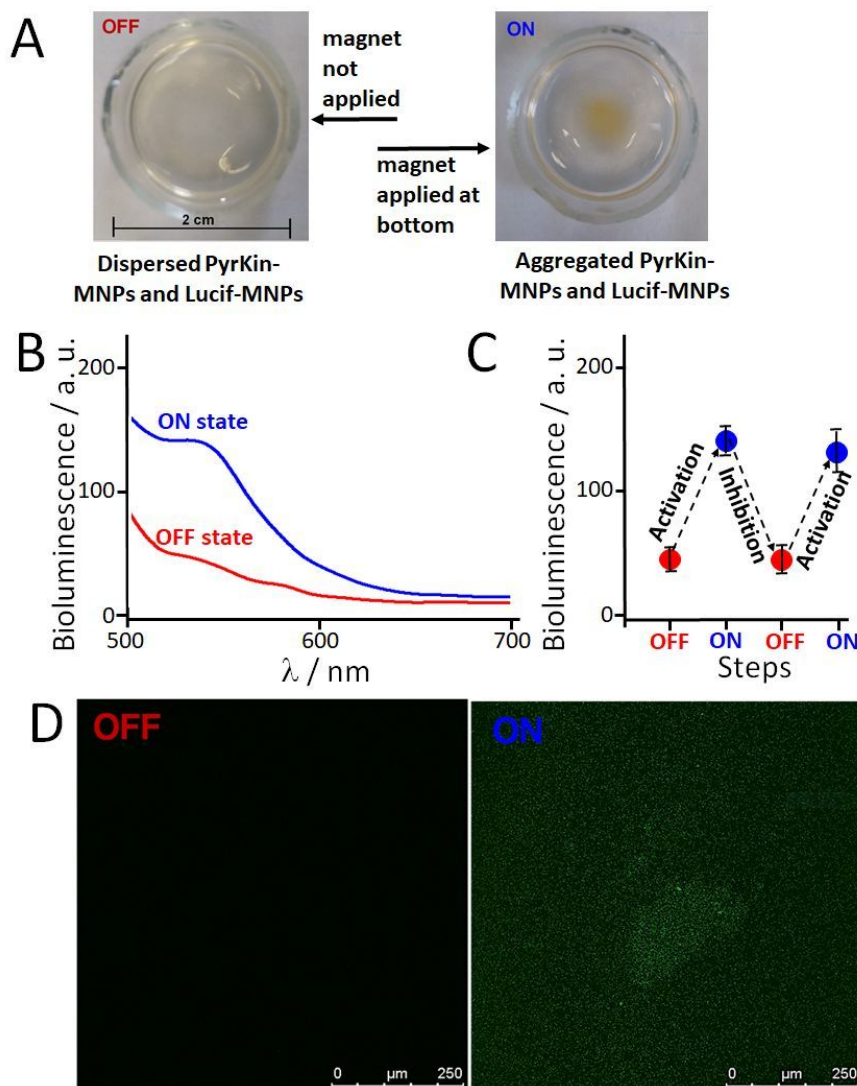 A
OFF
2 cm
magnet
not
applied
magnet
applied at
bottom
ON
Dispersed PyrKin-
MNPs and Lucif-MNPs
Aggregated PyrKin-
MNPs and Lucif-MNPs
B
Bioluminescence / a. u.
200
100
0
ON state
OFF state
500
600
700
λ / nm
C
Bioluminescence / a. u.
200
100
0
Activation
Inhibition
Activation
OFF
ON
OFF
ON
Steps
D
OFF
0 μm 250
ON
0 μm 250